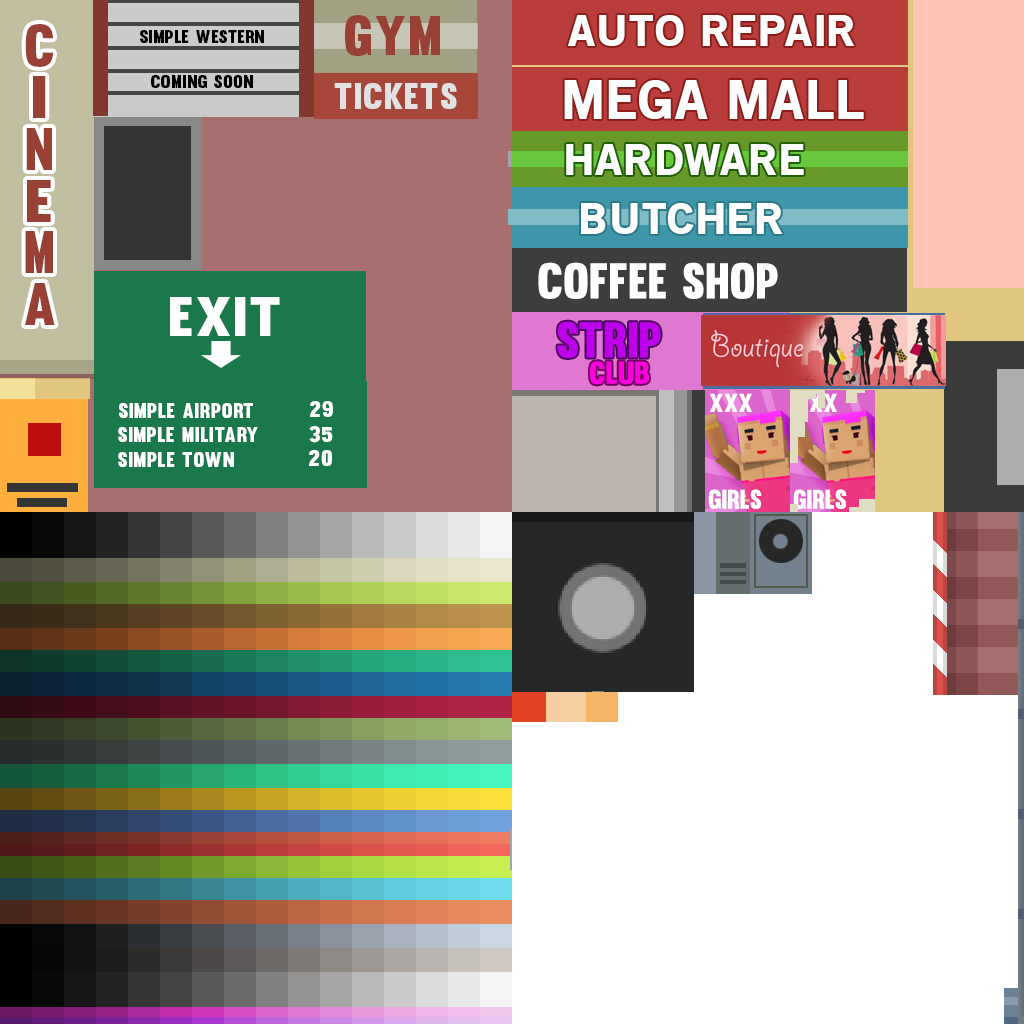 CINEMA
SIMPLE WESTERN
COMING SOON
GYM
TICKETS
AUTO REPAIR
MEGA MALL
HARDWARE
BUTCHER
COFFEE SHOP
STRIP
CLUB
Boutique
XXX
GIRLS
XX
GIRLS
EXIT
SIMPLE AIRPORT 29
SIMPLE MILITARY 35
SIMPLE TOWN 20